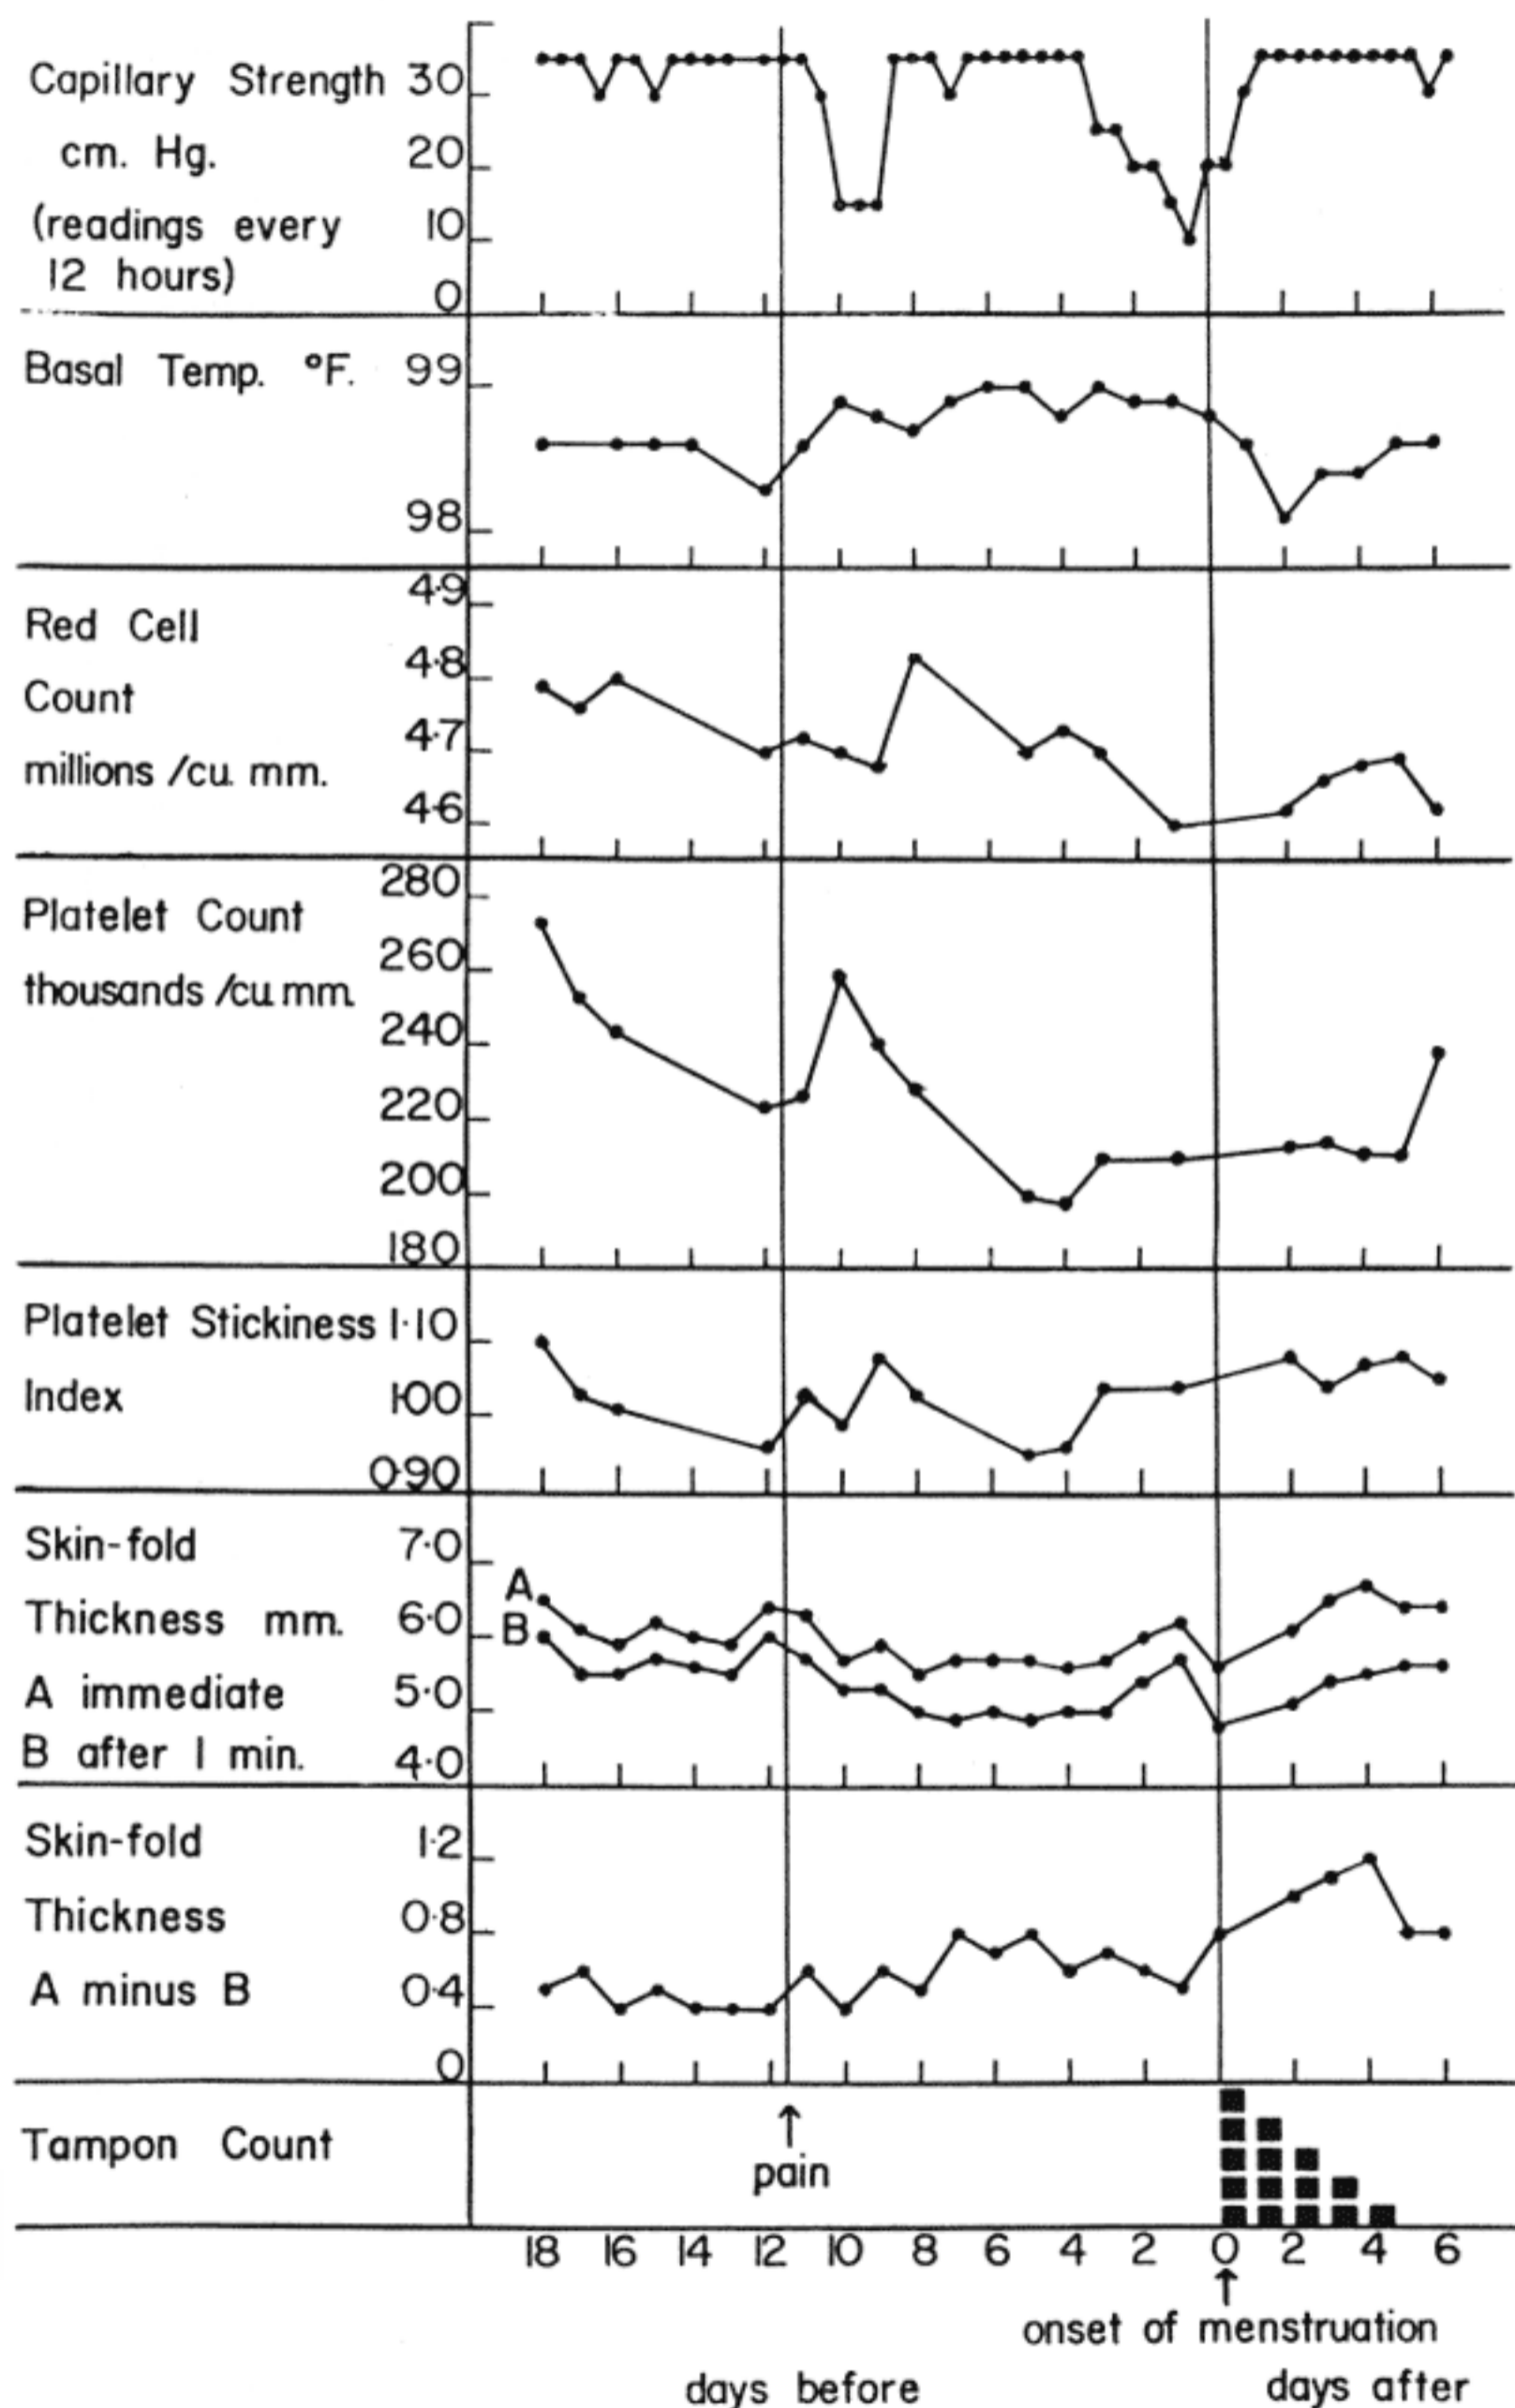 Capillary Strength 30
cm. Hg. 20
(readings every 10
12 hours)
0
Basal Temp. °F. 99
98
4·9
Red Cell
4·8
Count
4·7
millions /cu. mm.
4·6
280
Platelet Count
260
thousands /cu mm.
240
220
200
180
Platelet Stickiness 1·10
Index 1·00
0·90
Skin-fold 7·0
A
Thickness mm. 6·0 B
A immediate 5·0
B after 1 min. 4·0
Skin-fold 1·2
Thickness 0·8
A minus B 0·4
0
Tampon Count
pain
18 16 14 12 10 8 6 4 2 0 2 4 6
onset of menstruation
days before days after